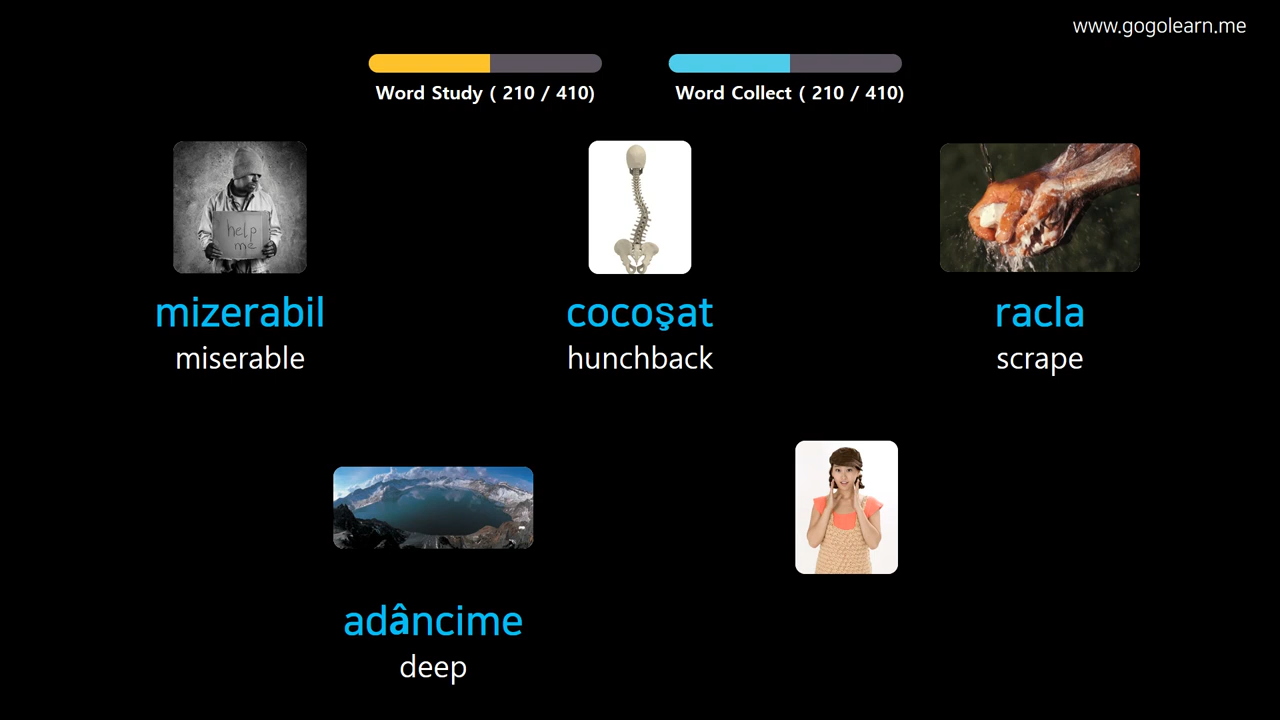 www.gogolearn.me
Word Study ( 210 / 410)
Word Collect ( 210 / 410)
help
me
mizerabil
miserable
cocoşat
hunchback
racla
scrape
adâncime
deep